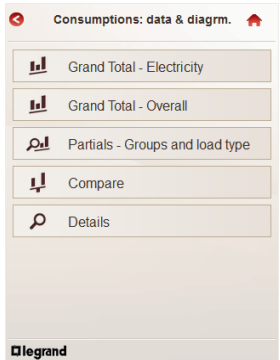 Consumptions: data & diagrm.
Grand Total - Electricity
Grand Total - Overall
Partials - Groups and load type
Compare
Details
legrand